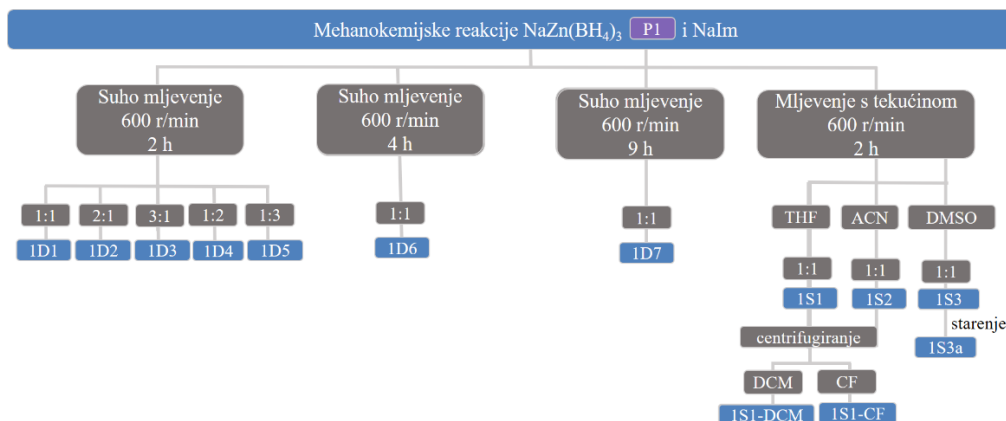 Mehanokemijske reakcije NaZn(BH₄)₃ P1 i NaIm
Suho mljevenje
600 r/min
2 h
Suho mljevenje
600 r/min
4 h
Suho mljevenje
600 r/min
9 h
Mljevenje s tekućinom
600 r/min
2 h
1:1 2:1 3:1 1:2 1:3
1D1 1D2 1D3 1D4 1D5
1:1
1D6
1:1
1D7
THF ACN DMSO
1:1 1:1 1:1
1S1 1S2 1S3
starenje
1S3a
centrifugiranje
DCM CF
1S1-DCM 1S1-CF